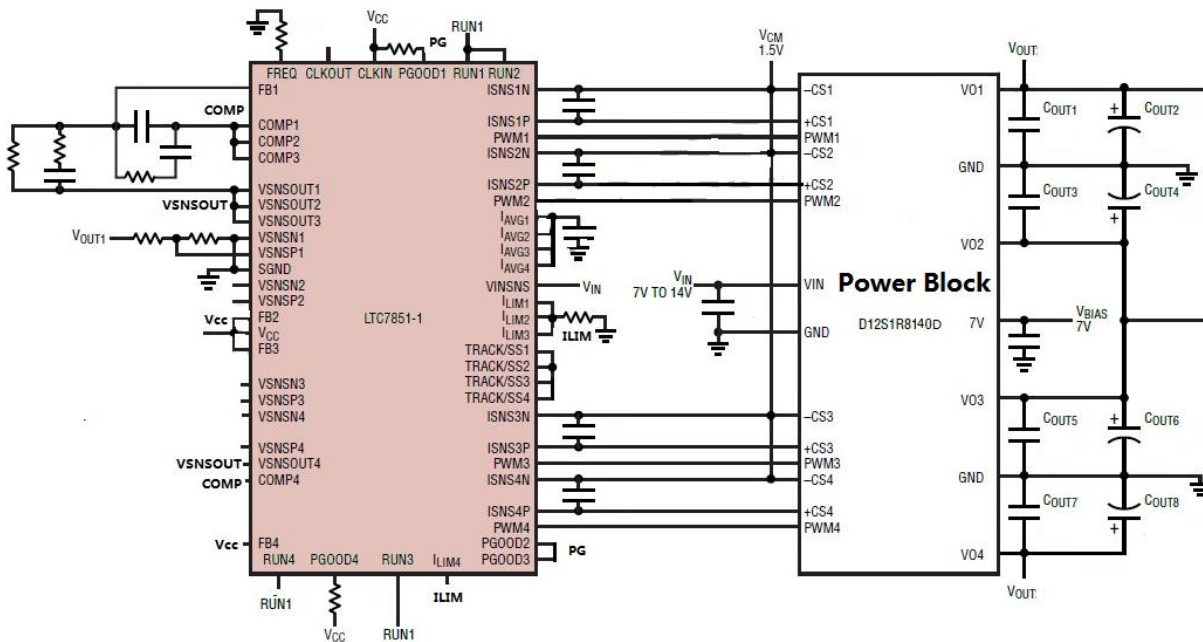 VCC
RUN1
PG
VCM
1.5V
VOUT:
FREQ
CLKOUT
CLKIN
PGOOD1
RUN1
RUN2
FB1
COMP
COMP1
COMP2
COMP3
VSNSOUT1
VSNSOUT
VSNSOUT2
VSNSOUT3
VOUT1
VSNSN1
VSNSP1
SGND
VSNSN2
VSNSP2
Vcc
FB2
VCC
FB3
VSNSN3
VSNSP3
VSNSN4
VSNSP4
VSNSOUT
VSNSOUT4
COMP
COMP4
Vcc
FB4
RUN4
PGOOD4
RUN3
ILIM4
RUN1
VCC
RUN1
ILIM
LTC7851-1
ISNS1N
ISNS1P
PWM1
ISNS2N
ISNS2P
PWM2
IAVG1
IAVG2
IAVG3
IAVG4
VINSNS
VIN
ILIM1
ILIM2
ILIM3
ILIM
TRACK/SS1
TRACK/SS2
TRACK/SS3
TRACK/SS4
ISNS3N
ISNS3P
PWM3
ISNS4N
ISNS4P
PWM4
PGOOD2
PGOOD3
PG
VIN
7V TO 14V
–CS1
+CS1
PWM1
–CS2
+CS2
PWM2
VIN
GND
–CS3
+CS3
PWM3
–CS4
+CS4
PWM4
Power Block
D12S1R8140D
VO1
GND
VO2
7V
VO3
GND
VO4
COUT1
+
COUT2
COUT3
COUT4
+
VBIAS
7V
COUT5
+
COUT6
COUT7
COUT8
+
VOUT: